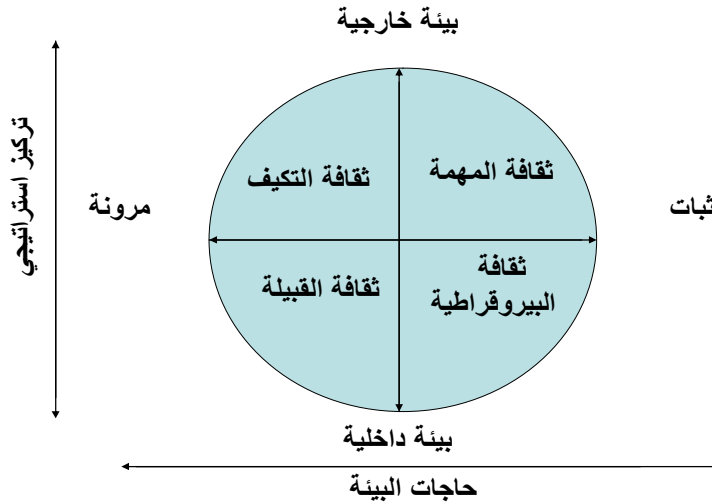 بيئة خارجية
تركيز استراتيجي
ثقافة المهمة
ثقافة التكيف
ثبات
مرونة
ثقافة
البيروقراطية
ثقافة القبيلة
بيئة داخلية
حاجات البيئة